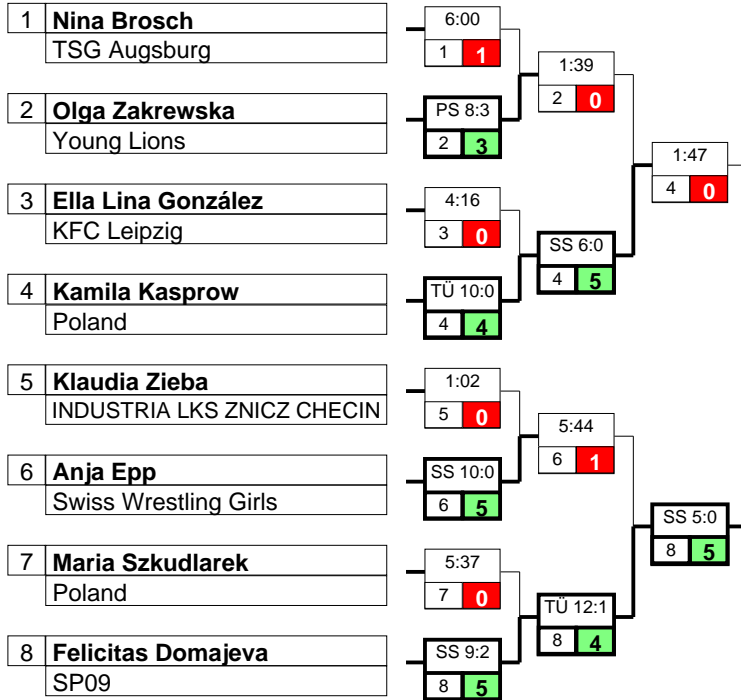 1 Nina Brosch
TSG Augsburg
6:00
1 1
1:39
2 0
2 Olga Zakrewska
Young Lions
PS 8:3
2 3
1:47
4 0
3 Ella Lina González
KFC Leipzig
4:16
3 0
SS 6:0
4 5
4 Kamila Kasprow
Poland
TÜ 10:0
4 4
5 Klaudia Zieba
INDUSTRIA LKS ZNICZ CHECIN
1:02
5 0
5:44
6 1
6 Anja Epp
Swiss Wrestling Girls
SS 10:0
6 5
SS 5:0
8 5
7 Maria Szkudlarek
Poland
5:37
7 0
TÜ 12:1
8 4
8 Felicitas Domajeva
SP09
SS 9:2
8 5